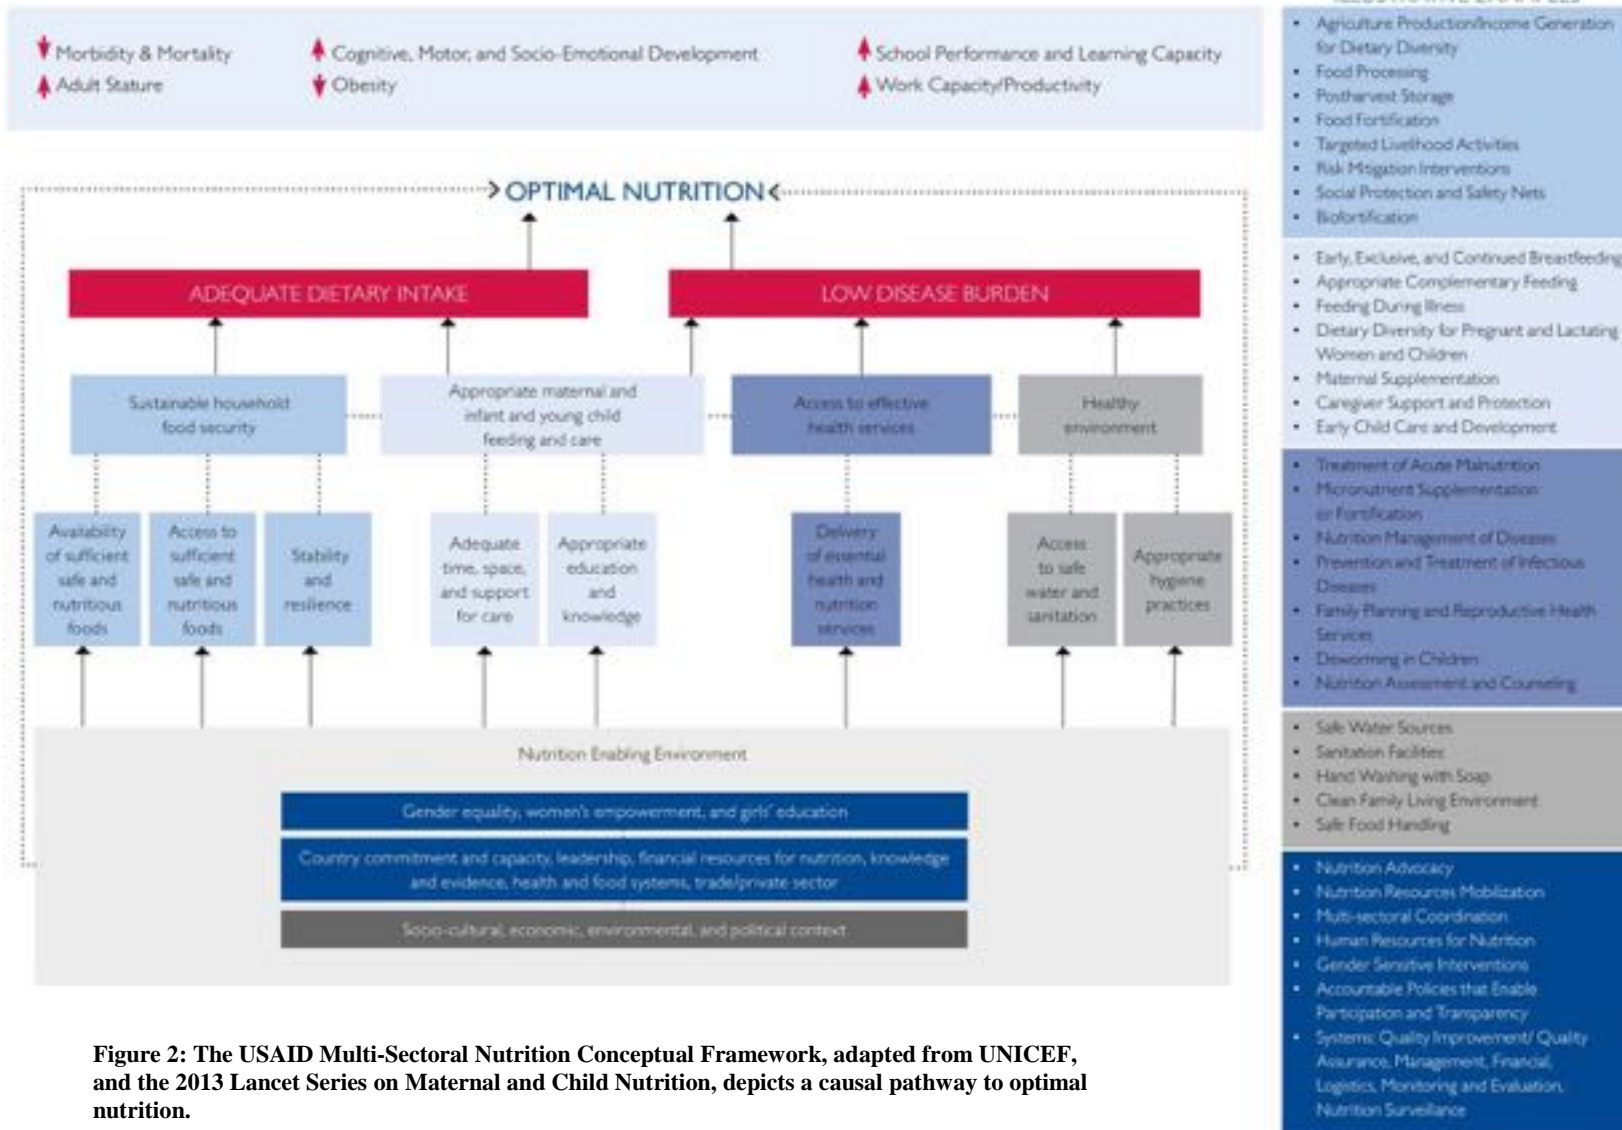 Morbidity & Mortality
Adult Stature
Cognitive, Motor, and Socio-Emotional Development
Obesity
School Performance and Learning Capacity
Work Capacity/Productivity
OPTIMAL NUTRITION
ADEQUATE DIETARY INTAKE
LOW DISEASE BURDEN
Sustainable household
food security
Appropriate maternal and
infant and young child
feeding and care
Access to effective
health services
Healthy
environment
Availability
of sufficient
safe and
nutritious
foods
Access to
sufficient
safe and
nutritious
foods
Stability
and
resilience
Adequate
time, space,
and support
for care
Appropriate
education
and
knowledge
Delivery
of essential
health and
nutrition
services
Access
to safe
water and
sanitation
Appropriate
hygiene
practices
Nutrition Enabling Environment
Gender equality, women's empowerment, and girls' education
Country commitment and capacity, leadership, financial resources for nutrition, knowledge
and evidence, health and food systems, trade/private sector
Socio-cultural, economic, environmental, and political context
Figure 2: The USAID Multi-Sectoral Nutrition Conceptual Framework, adapted from UNICEF,
and the 2013 Lancet Series on Maternal and Child Nutrition, depicts a causal pathway to optimal
nutrition.
• Agriculture Production/Income Generation
for Dietary Diversity
• Food Processing
• Postharvest Storage
• Food Fortification
• Targeted Livelihood Activities
• Risk Mitigation Interventions
• Social Protection and Safety Nets
• Biofortification
• Early, Exclusive, and Continued Breastfeeding
• Appropriate Complementary Feeding
• Feeding During Illness
• Dietary Diversity for Pregnant and Lactating
Women and Children
• Maternal Supplementation
• Caregiver Support and Protection
• Early Child Care and Development
• Treatment of Acute Malnutrition
• Micronutrient Supplementation
or Fortification
• Nutrition Management of Diseases
• Prevention and Treatment of Infectious
Diseases
• Family Planning and Reproductive Health
Services
• Deworming in Children
• Nutrition Assessment and Counseling
• Safe Water Sources
• Sanitation Facilities
• Hand Washing with Soap
• Clean Family Living Environment
• Safe Food Handling
• Nutrition Advocacy
• Nutrition Resources Mobilization
• Multi-sectoral Coordination
• Human Resources for Nutrition
• Gender Sensitive Interventions
• Accountable Policies that Enable
Participation and Transparency
• Systems: Quality Improvement/ Quality
Assurance, Management, Financial,
Logistics, Monitoring and Evaluation,
Nutrition Surveillance